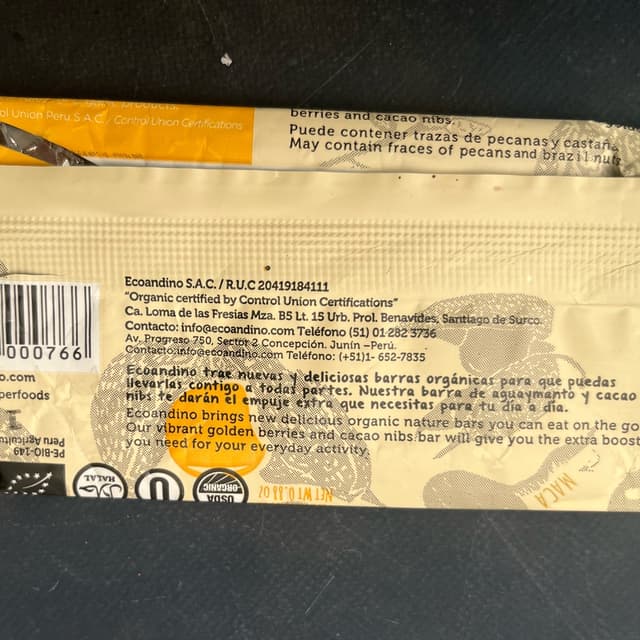 products.
ol Union Peru S.A.C. / Control Union Certifications
berries and cacao nibs.
Puede contener trazas de pecanas y castaña
May contain fraces of pecans and brazil nuts
Ecoandino S.A.C. / R.U.C 20419184111
"Organic certified by Control Union Certifications"
Ca. Loma de las Fresias Mza. B5 Lt. 15 Urb. Prol. Benavides, Santiago de Surco.
Contacto: info@ecoandino.com Teléfono (51) 01 282 3736
Av. Progreso 750, Sector 2 Concepción. Junín –Perú.
Contacto:info@ecoandino.com Teléfono: (+51)1- 652-7835
Ecoandino trae nuevas y deliciosas barras orgánicas para que puedas
llevarlas contigo a todas partes. Nuestra barra de aguaymanto y cacao
nibs te darán el empuje extra que necesitas para tu día a día.
Ecoandino brings new delicious organic nature bars you can eat on the go
Our vibrant golden berries and cacao nibs bar will give you the extra boost
you need for your everyday activity.
000766
o.com
perfoods
PE-BIO-149
Peru Agricultu
HALAL
U
USDA
ORGANIC
NET WT 0.88 OZ
MACA